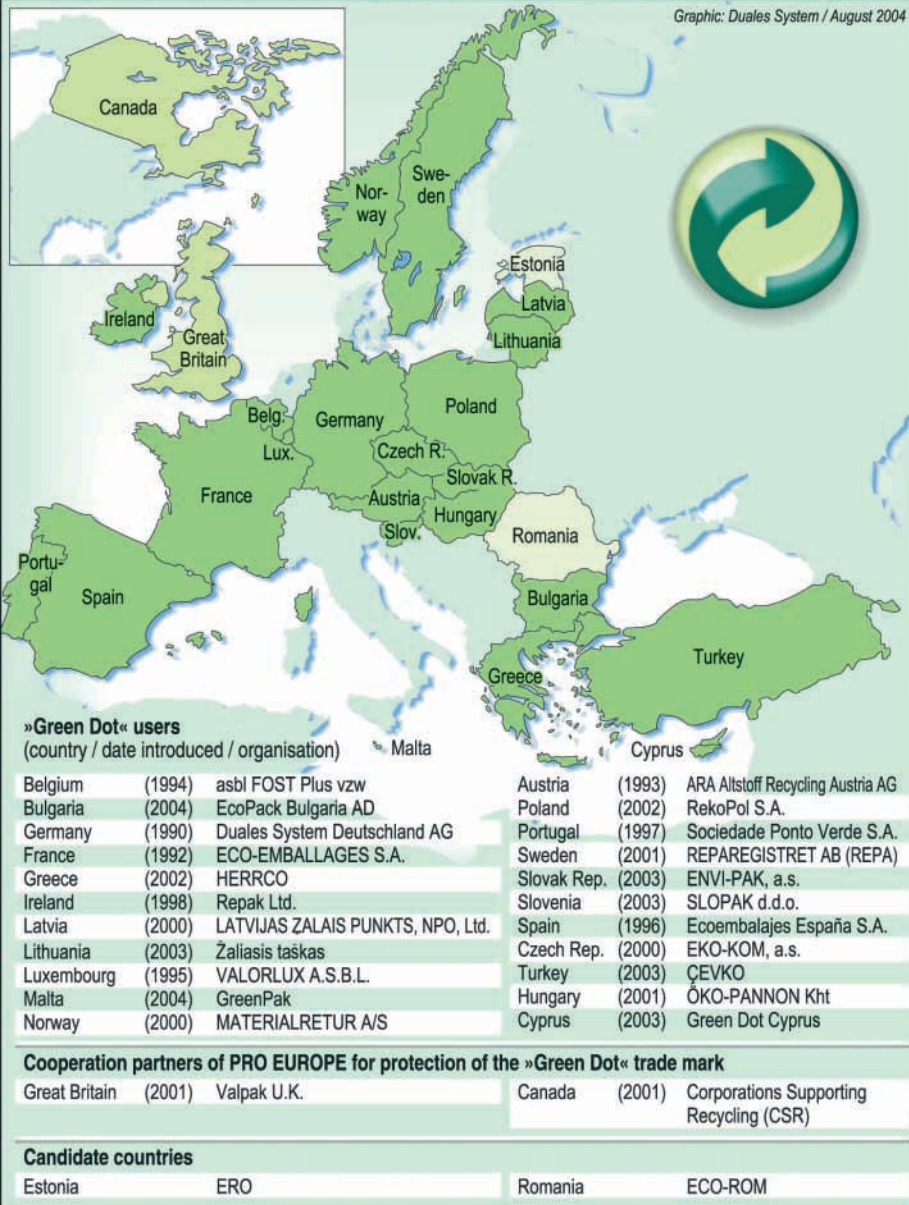 Graphic: Duales System / August 2004
Canada
Nor-
way
Swe-
den
Estonia
Latvia
Lithuania
Ireland
Great
Britain
Belg.
Lux.
Germany
Poland
Czech R.
Slovak R.
France
Austria
Hungary
Slov.
Romania
Portu-
gal
Spain
Bulgaria
Greece
Turkey
Malta
Cyprus
»Green Dot« users
(country / date introduced / organisation)
Belgium (1994) asbl FOST Plus vzw
Bulgaria (2004) EcoPack Bulgaria AD
Germany (1990) Duales System Deutschland AG
France (1992) ECO-EMBALLAGES S.A.
Greece (2002) HERRCO
Ireland (1998) Repak Ltd.
Latvia (2000) LATVIJAS ZALAIS PUNKTS, NPO, Ltd.
Lithuania (2003) Žaliasis taškas
Luxembourg (1995) VALORLUX A.S.B.L.
Malta (2004) GreenPak
Norway (2000) MATERIALRETUR A/S
Austria (1993) ARA Altstoff Recycling Austria AG
Poland (2002) RekoPol S.A.
Portugal (1997) Sociedade Ponto Verde S.A.
Sweden (2001) REPAREGISTRET AB (REPA)
Slovak Rep. (2003) ENVI-PAK, a.s.
Slovenia (2003) SLOPAK d.d.o.
Spain (1996) Ecoembalajes España S.A.
Czech Rep. (2000) EKO-KOM, a.s.
Turkey (2003) ÇEVKO
Hungary (2001) ÖKO-PANNON Kht
Cyprus (2003) Green Dot Cyprus
Cooperation partners of PRO EUROPE for protection of the »Green Dot« trade mark
Great Britain (2001) Valpak U.K.
Canada (2001) Corporations Supporting
Recycling (CSR)
Candidate countries
Estonia ERO
Romania ECO-ROM